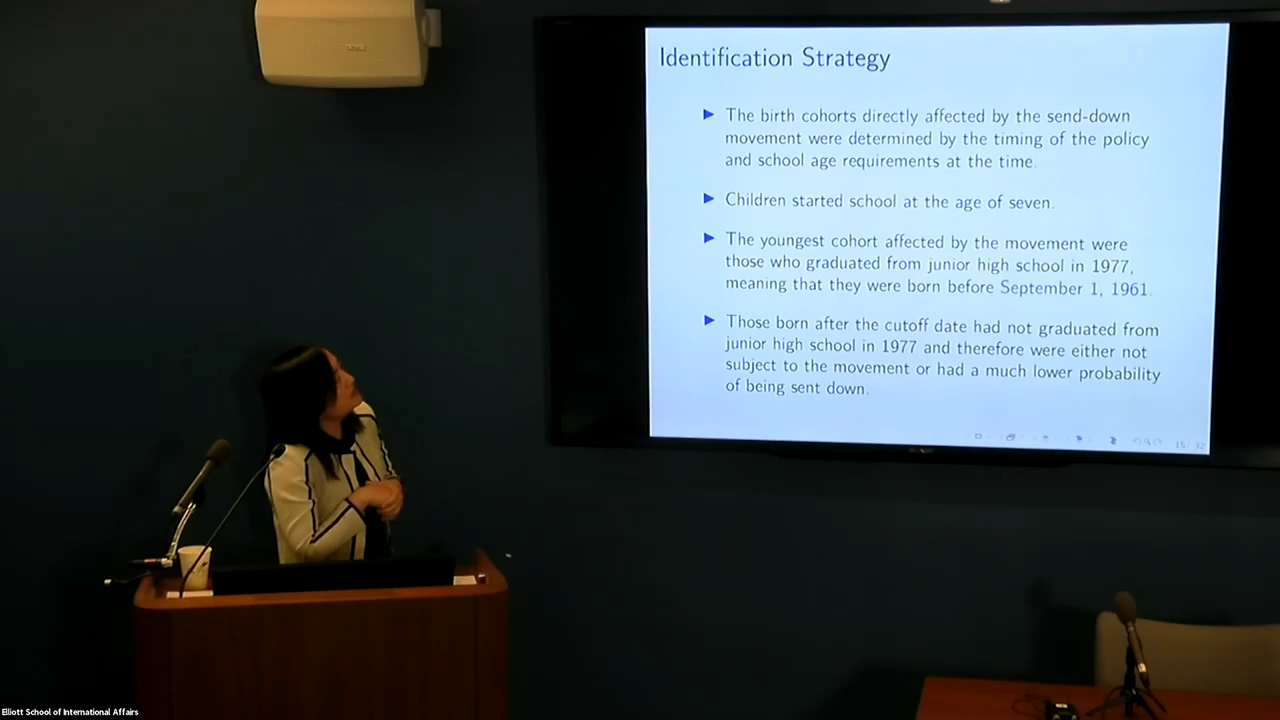 Identification Strategy
The birth cohorts directly affected by the send-down
movement were determined by the timing of the policy
and school age requirements at the time.
Children started school at the age of seven.
The youngest cohort affected by the movement were
those who graduated from junior high school in 1977,
meaning that they were born before September 1, 1961.
Those born after the cutoff date had not graduated from
junior high school in 1977 and therefore were either not
subject to the movement or had a much lower probability
of being sent down.
Elliott School of International Affairs